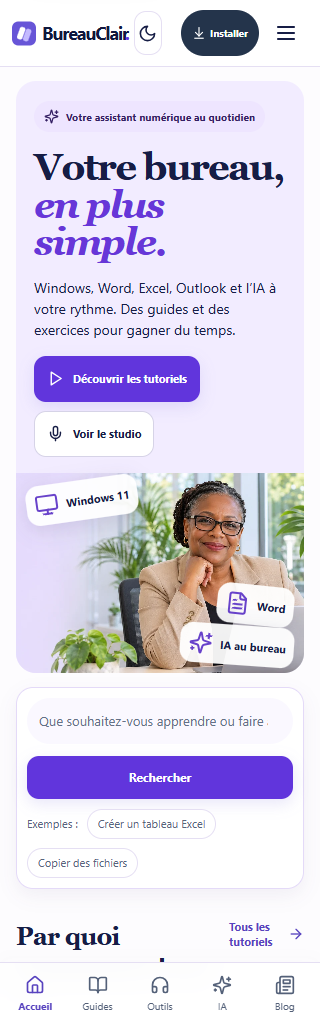 BureauClair.
Installer
Votre assistant numérique au quotidien
Votre bureau,
en plus
simple.
Windows, Word, Excel, Outlook et l’IA à
votre rythme. Des guides et des
exercices pour gagner du temps.
Découvrir les tutoriels
Voir le studio
Windows 11
Word
IA au bureau
Que souhaitez-vous apprendre ou faire
Rechercher
Exemples :
Créer un tableau Excel
Copier des fichiers
Par quoi
Tous les
tutoriels
Accueil
Guides
Outils
IA
Blog